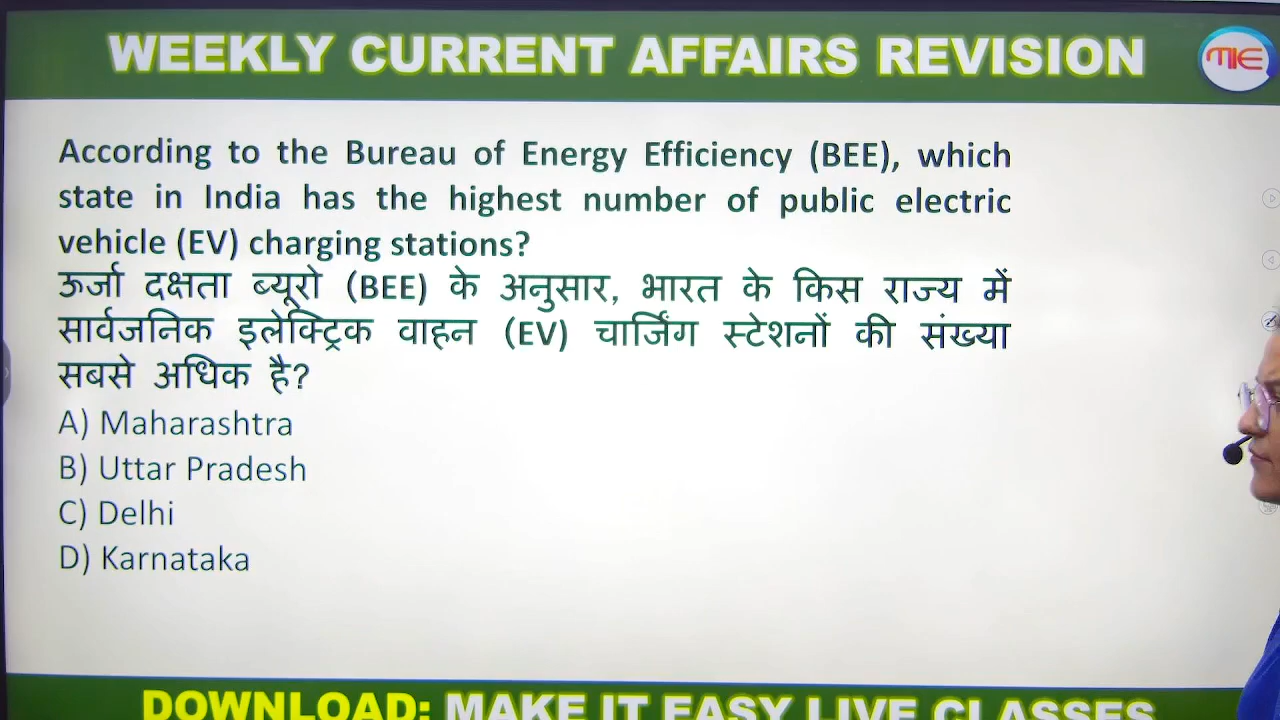 WEEKLY CURRENT AFFAIRS REVISION
MIE
According to the Bureau of Energy Efficiency (BEE), which
state in India has the highest number of public electric
vehicle (EV) charging stations?
ऊर्जा दक्षता ब्यूरो (BEE) के अनुसार, भारत के किस राज्य में
सार्वजनिक इलेक्ट्रिक वाहन (EV) चार्जिंग स्टेशनों की संख्या
सबसे अधिक है?
A) Maharashtra
B) Uttar Pradesh
C) Delhi
D) Karnataka
DOWNLOAD: MAKE IT EASY LIVE CLASSES